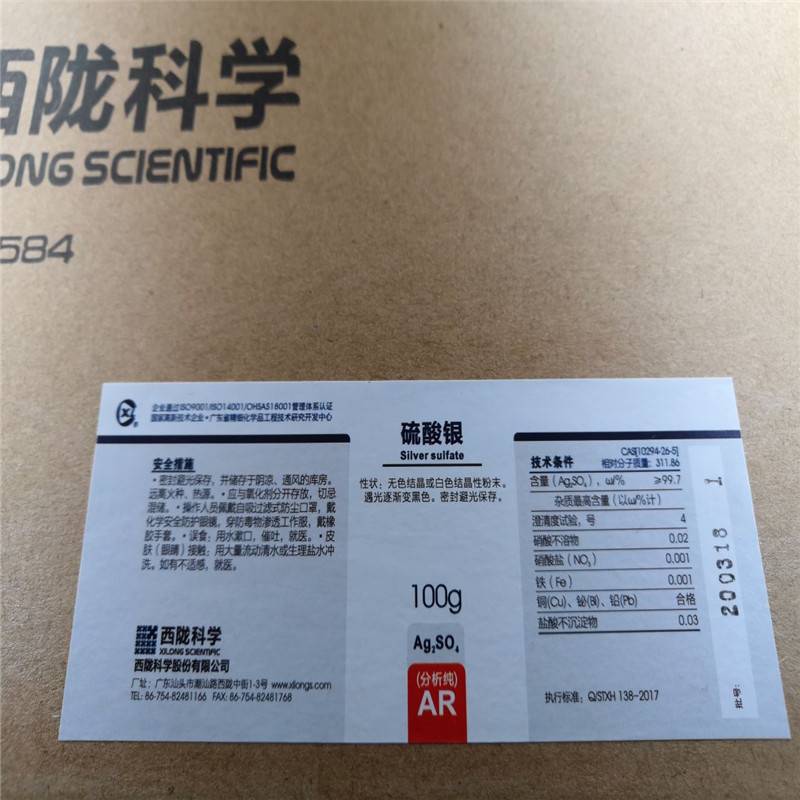 西陇科学
XILONG SCIENTIFIC
584
企业通过ISO9001/ISO14001/OHSAS18001管理体系认证
国家高新技术企业·广东省精细化学品工程技术研究开发中心
安全措施
·密封避光保存，并储存于阴凉、通风的库房。
远离火种、热源。·应与氧化剂分开存放，切忌
混储。·操作人员佩戴自吸过滤式防尘口罩，戴
化学安全防护眼镜，穿防毒物渗透工作服，戴橡
胶手套。·误食：用水漱口，催吐，就医。·皮
肤（眼睛）接触：用大量流动清水或生理盐水冲
洗。如有不适感，就医。
西陇科学
XILONG SCIENTIFIC
西陇科学股份有限公司
厂址：广东汕头市潮汕路西陇中街1-3号 www.xilongs.com
TEL: 86-754-82481166 FAX: 86-754-82481768
硫酸银
Silver sulfate
性状：无色结晶或白色结晶性粉末。
遇光逐渐变黑色。密封避光保存。
100g
Ag₂SO₄
(分析纯)
AR
CAS[10294-26-5]
技术条件 相对分子质量：311.86
含量（Ag₂SO₄），ω/% ≥99.7
杂质最高含量（以ω/%计）
澄清度试验，号 4
硝酸不溶物 0.02
硝酸盐（NO₃） 0.001
铁（Fe） 0.001
铜(Cu)、铋(Bi)、铅(Pb) 合格
盐酸不沉淀物 0.03
执行标准：Q/STXH 138-2017
批号：
200318 1